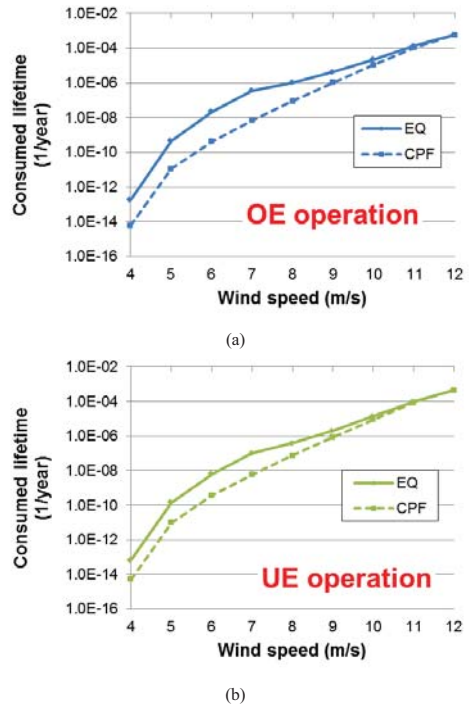 1.0E-02
1.0E-04
1.0E-06
1.0E-08
1.0E-10
1.0E-12
1.0E-14
1.0E-16
Consumed lifetime
(1/year)
EQ
CPF
OE operation
4 5 6 7 8 9 10 11 12
Wind speed (m/s)
(a)
1.0E-02
1.0E-04
1.0E-06
1.0E-08
1.0E-10
1.0E-12
1.0E-14
1.0E-16
Consumed lifetime
(1/year)
EQ
CPF
UE operation
4 5 6 7 8 9 10 11 12
Wind speed (m/s)
(b)